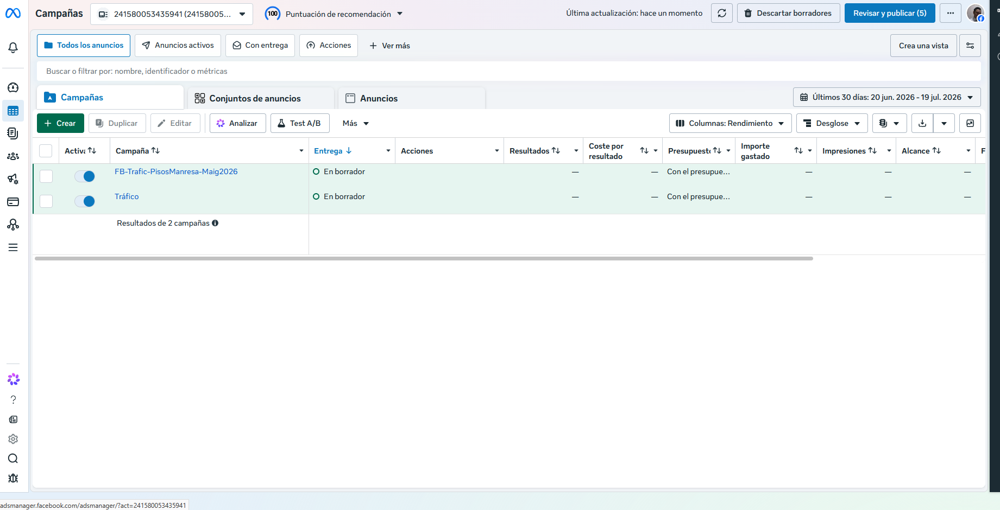 Campañas
241580053435941 (24158005...
100
Puntuación de recomendación
Última actualización: hace un momento
Descartar borradores
Revisar y publicar (5)
Todos los anuncios
Anuncios activos
Con entrega
Acciones
Ver más
Crea una vista
Buscar o filtrar por: nombre, identificador o métricas
Campañas
Conjuntos de anuncios
Anuncios
Últimos 30 días: 20 jun. 2026 - 19 jul. 2026
Crear
Duplicar
Editar
Analizar
Test A/B
Más
Columnas: Rendimiento
Desglose
Activa
Campaña
Entrega
Acciones
Resultados
Coste por
resultado
Presupuesto
Importe
gastado
Impresiones
Alcance
F
FB-Trafic-PisosManresa-Maig2026
En borrador
—
—
Con el presupue...
—
—
—
Tráfico
En borrador
—
—
Con el presupue...
—
—
—
Resultados de 2 campañas
adsmanager.facebook.com/adsmanager/?act=241580053435941